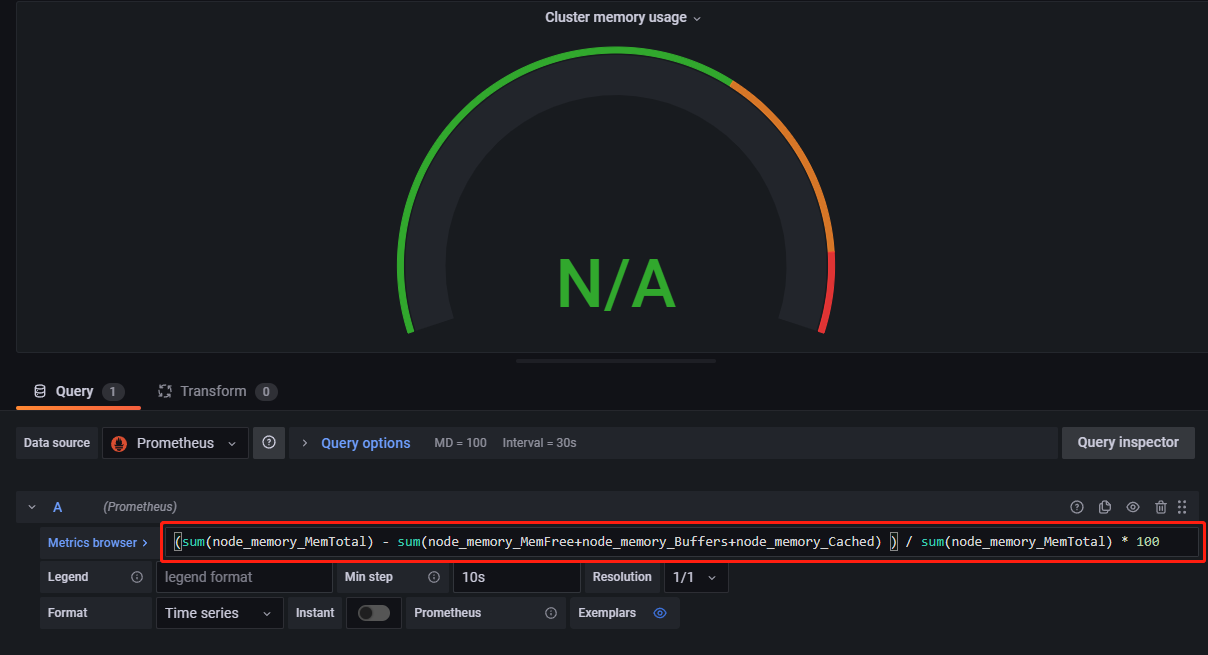 Cluster memory usage
N/A
Query 1 Transform 0
Data source Prometheus Query options MD = 100 Interval = 30s Query inspector
A (Prometheus)
Metrics browser > (sum(node_memory_MemTotal) - sum(node_memory_MemFree+node_memory_Buffers+node_memory_Cached) ) / sum(node_memory_MemTotal) * 100
Legend legend format Min step 10s Resolution 1/1
Format Time series Instant Prometheus Exemplars